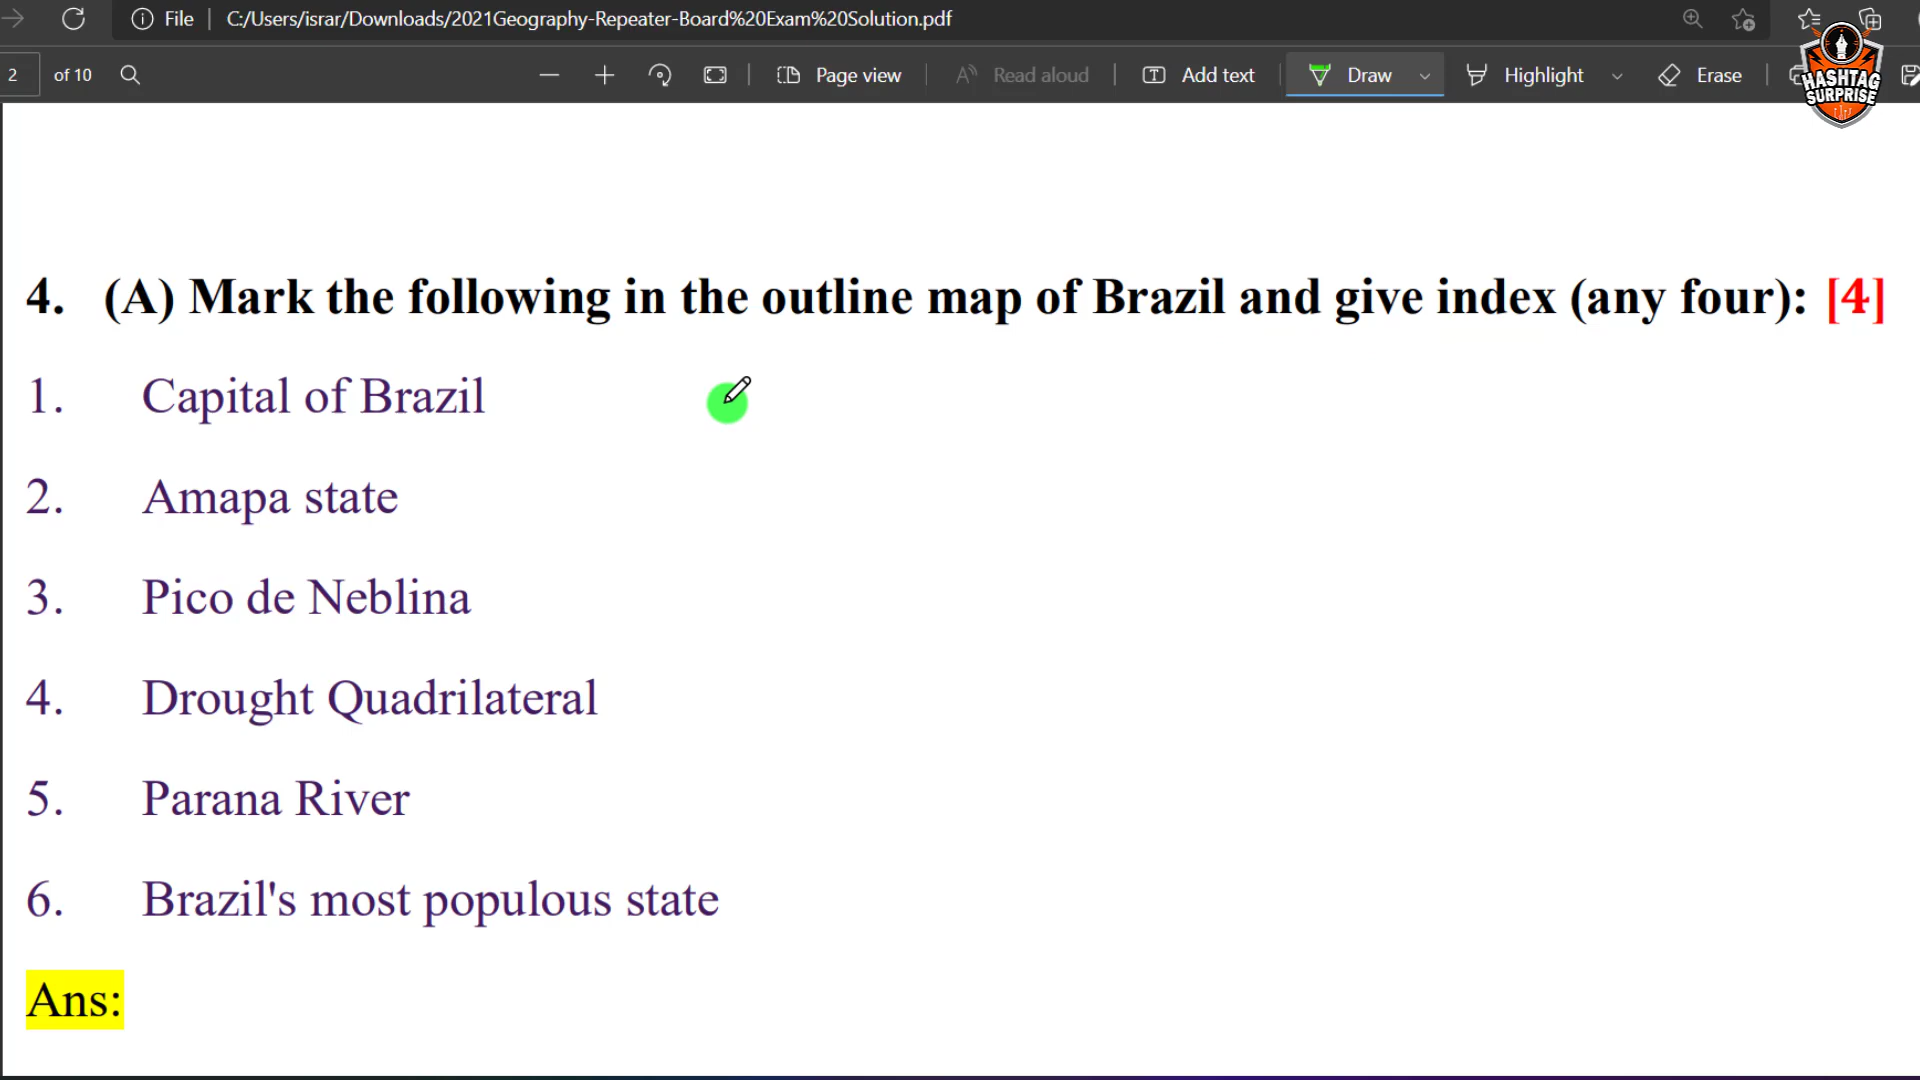 File | C:/Users/israr/Downloads/2021Geography-Repeater-Board%20Exam%20Solution.pdf
2 of 10 Page view Read aloud Add text Draw Highlight Erase
HASHTAG
SURPRISE
4. (A) Mark the following in the outline map of Brazil and give index (any four): [4]
1. Capital of Brazil
2. Amapa state
3. Pico de Neblina
4. Drought Quadrilateral
5. Parana River
6. Brazil's most populous state
Ans: